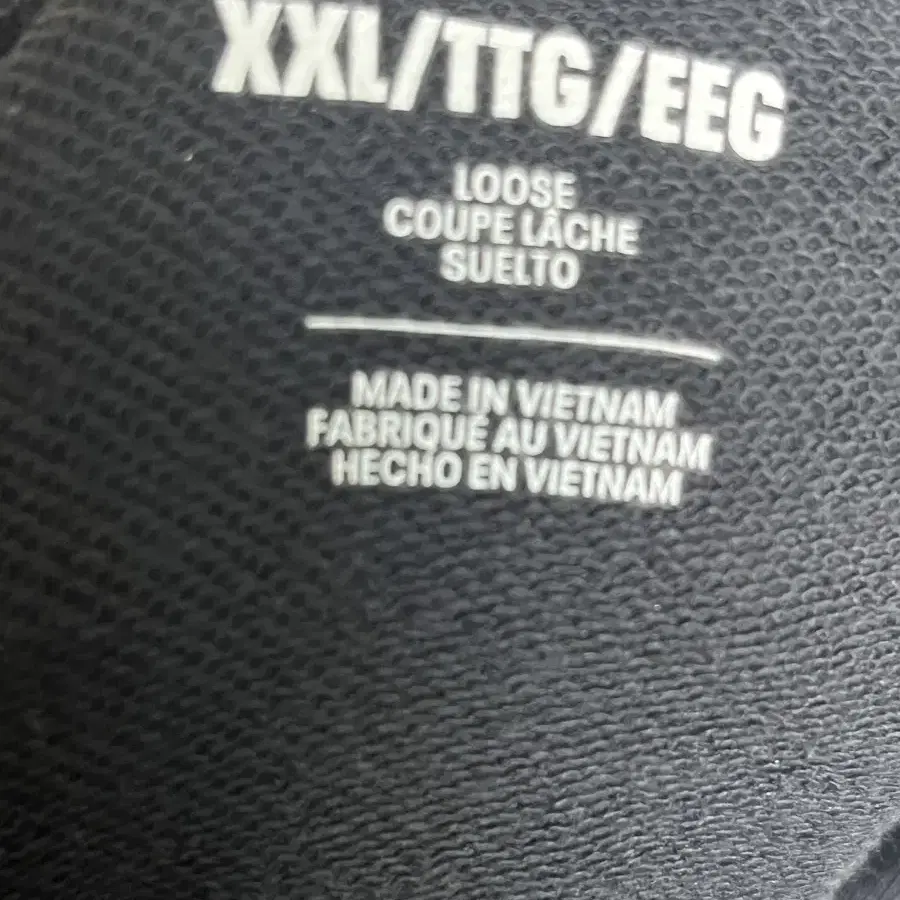 XXL/TTG/EEG
LOOSE
COUPE LÂCHE
SUELTO
MADE IN VIETNAM
FABRIQUÉ AU VIETNAM
HECHO EN VIETNAM